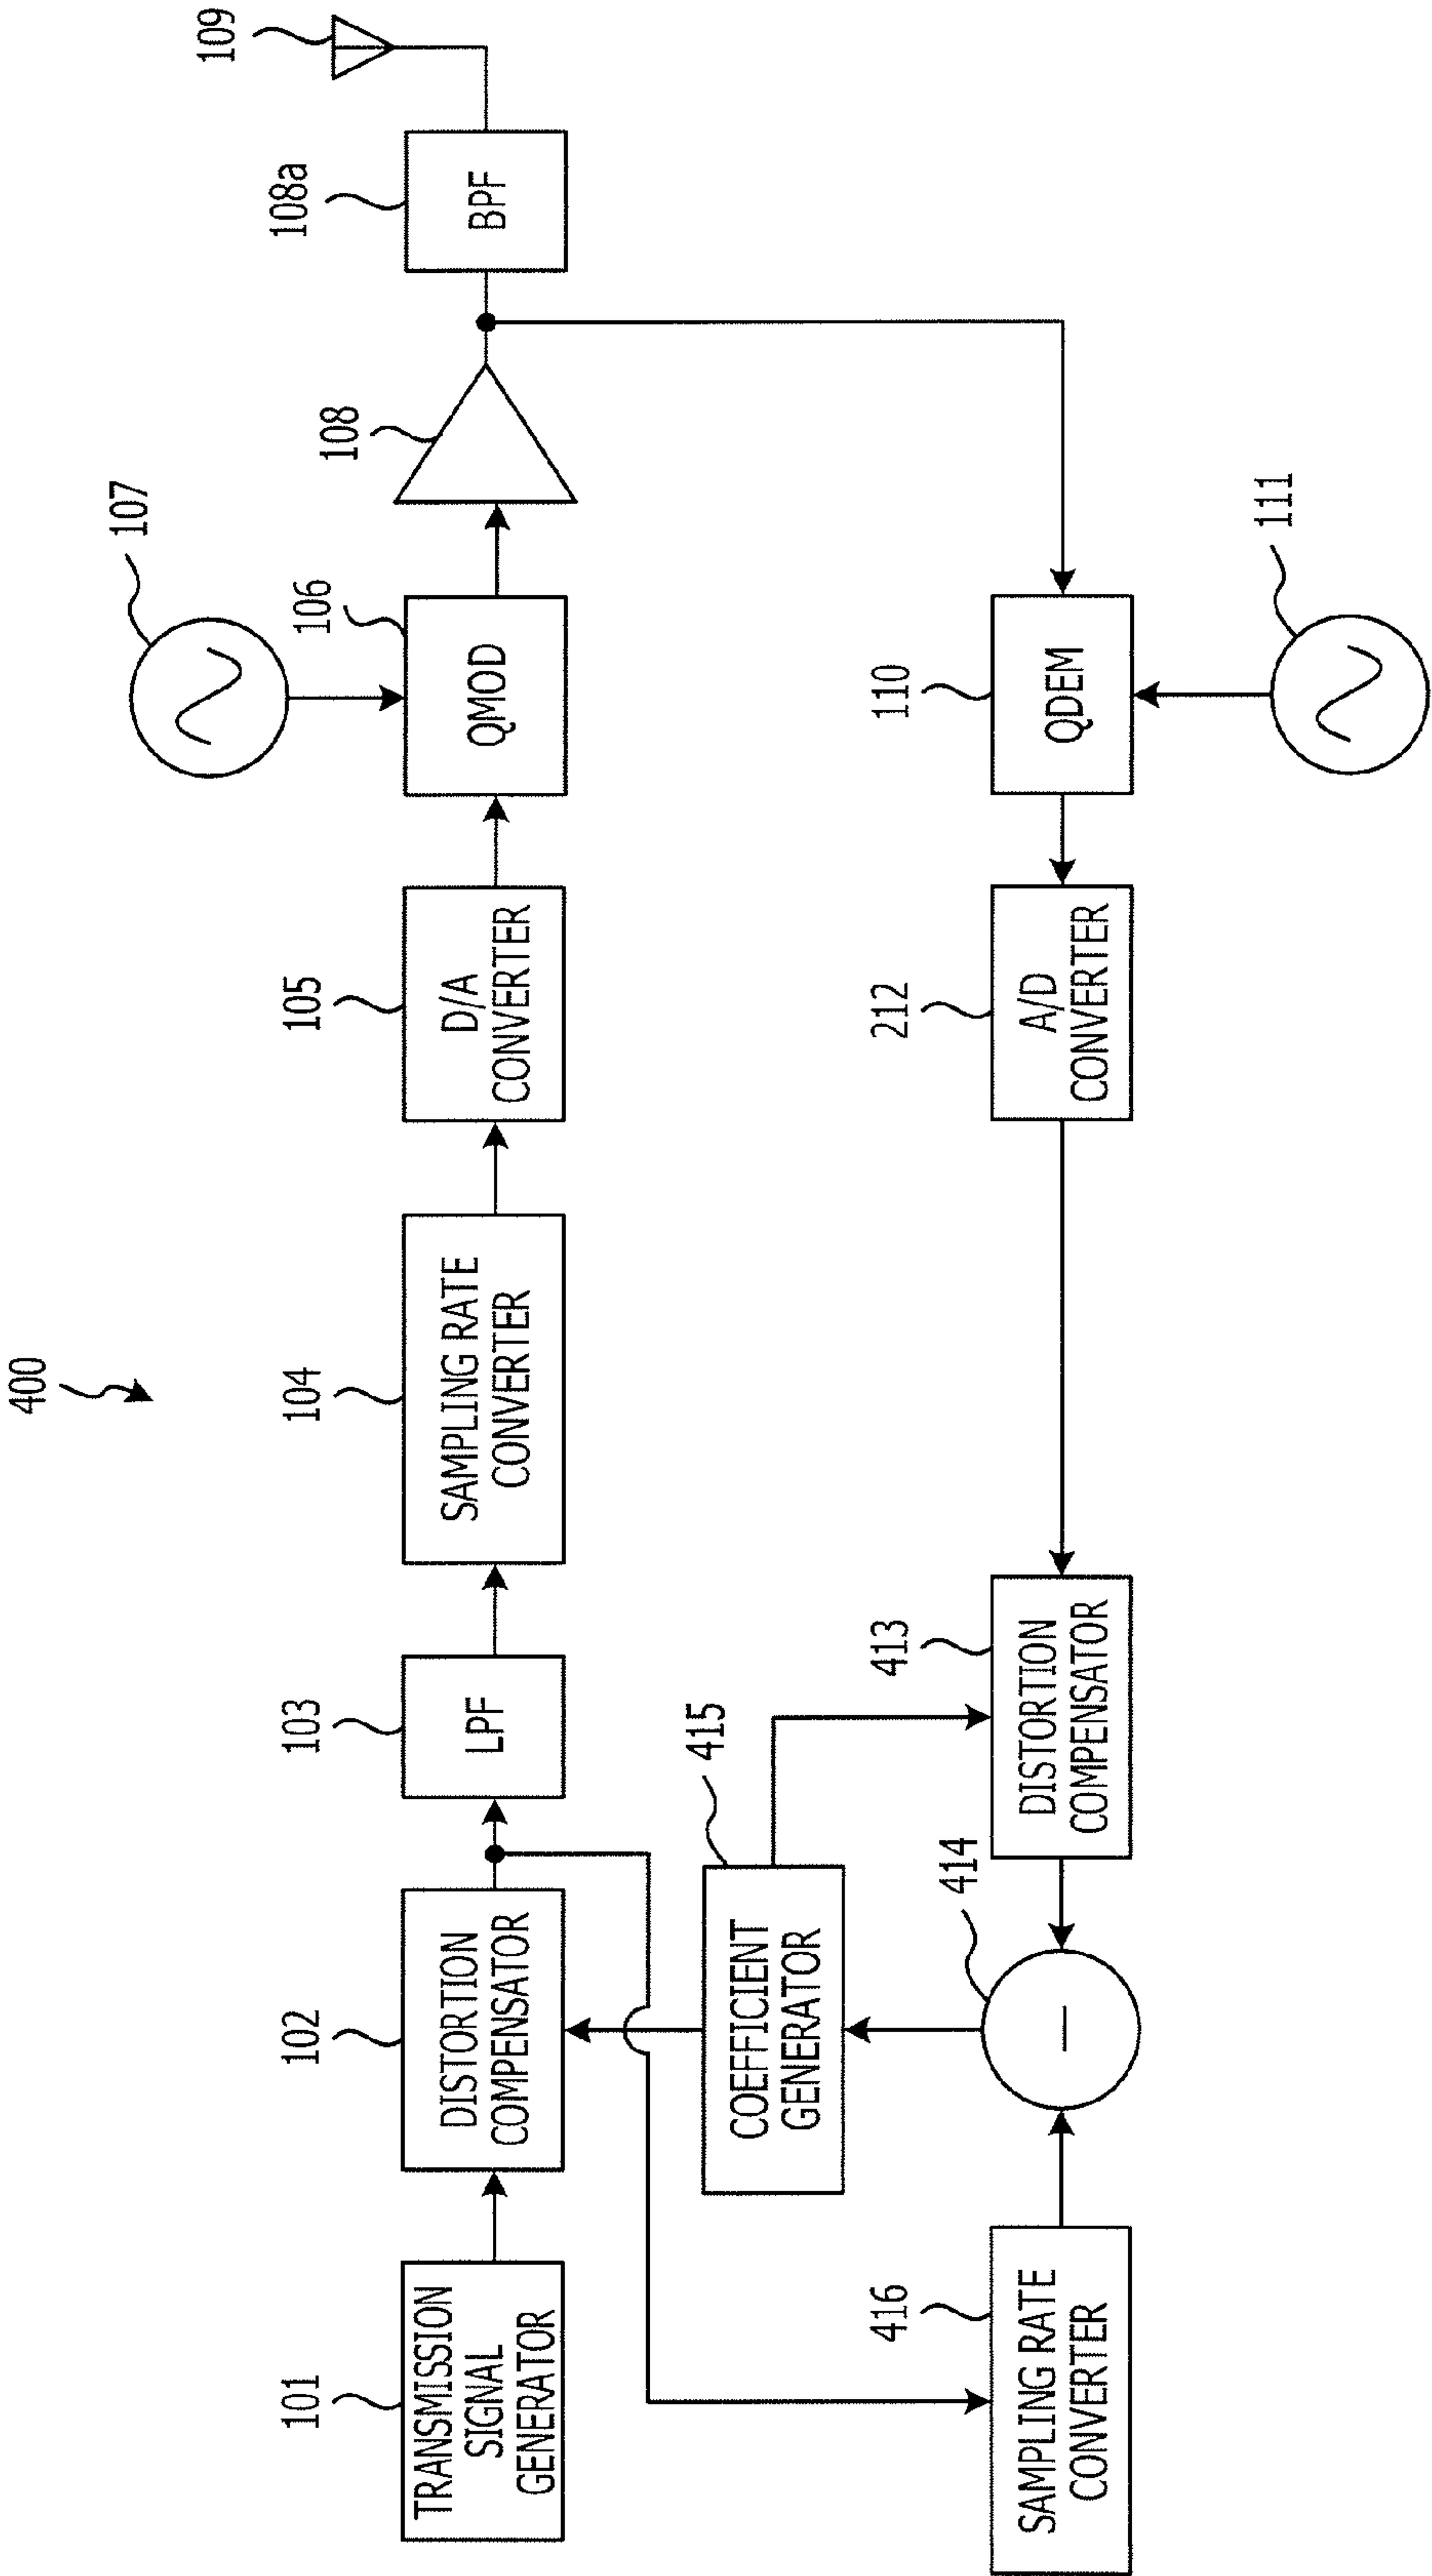 400
101
TRANSMISSION
SIGNAL
GENERATOR
102
DISTORTION
COMPENSATOR
103
LPF
104
SAMPLING RATE
CONVERTER
105
D/A
CONVERTER
106
QMOD
107
108
108a
BPF
109
110
QDEM
111
212
A/D
CONVERTER
413
DISTORTION
COMPENSATOR
414
−
415
COEFFICIENT
GENERATOR
416
SAMPLING RATE
CONVERTER